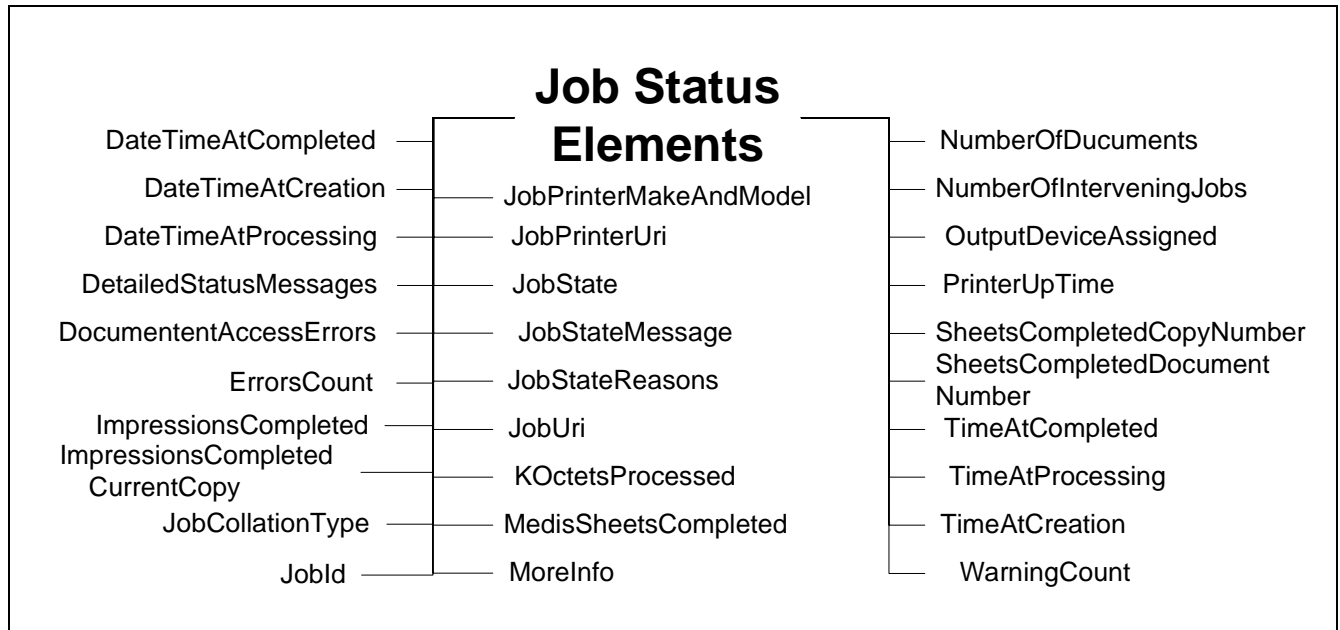 Job Status
Elements
DateTimeAtCompleted
DateTimeAtCreation
DateTimeAtProcessing
DetailedStatusMessages
DocumententAccessErrors
ErrorsCount
ImpressionsCompleted
ImpressionsCompleted
CurrentCopy
JobCollationType
JobId
JobPrinterMakeAndModel
JobPrinterUri
JobState
JobStateMessage
JobStateReasons
JobUri
KOctetsProcessed
MedisSheetsCompleted
MoreInfo
NumberOfDucuments
NumberOfInterveningJobs
OutputDeviceAssigned
PrinterUpTime
SheetsCompletedCopyNumber
SheetsCompletedDocument
Number
TimeAtCompleted
TimeAtProcessing
TimeAtCreation
WarningCount